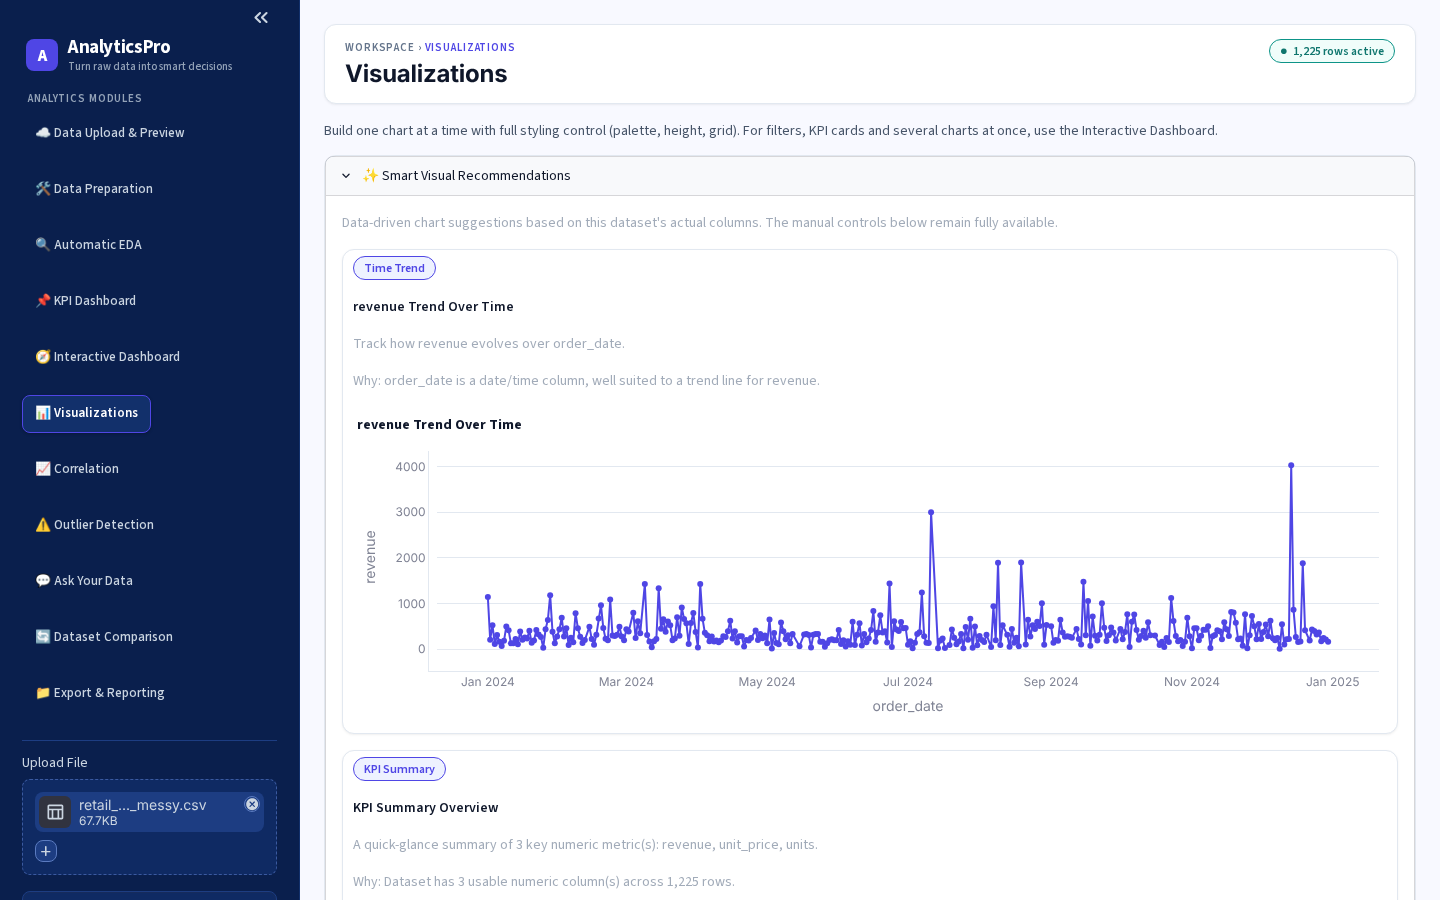 A
AnalyticsPro
Turn raw data into smart decisions
ANALYTICS MODULES
☁️ Data Upload & Preview
🛠️ Data Preparation
🔍 Automatic EDA
📌 KPI Dashboard
🧭 Interactive Dashboard
📊 Visualizations
📈 Correlation
⚠️ Outlier Detection
💬 Ask Your Data
🔄 Dataset Comparison
📁 Export & Reporting
Upload File
retail_..._messy.csv
67.7KB
WORKSPACE › VISUALIZATIONS
Visualizations
1,225 rows active
Build one chart at a time with full styling control (palette, height, grid). For filters, KPI cards and several charts at once, use the Interactive Dashboard.
✨ Smart Visual Recommendations
Data-driven chart suggestions based on this dataset's actual columns. The manual controls below remain fully available.
Time Trend
revenue Trend Over Time
Track how revenue evolves over order_date.
Why: order_date is a date/time column, well suited to a trend line for revenue.
revenue Trend Over Time
4000
3000
2000
1000
0
revenue
Jan 2024 Mar 2024 May 2024 Jul 2024 Sep 2024 Nov 2024 Jan 2025
order_date
KPI Summary
KPI Summary Overview
A quick-glance summary of 3 key numeric metric(s): revenue, unit_price, units.
Why: Dataset has 3 usable numeric column(s) across 1,225 rows.